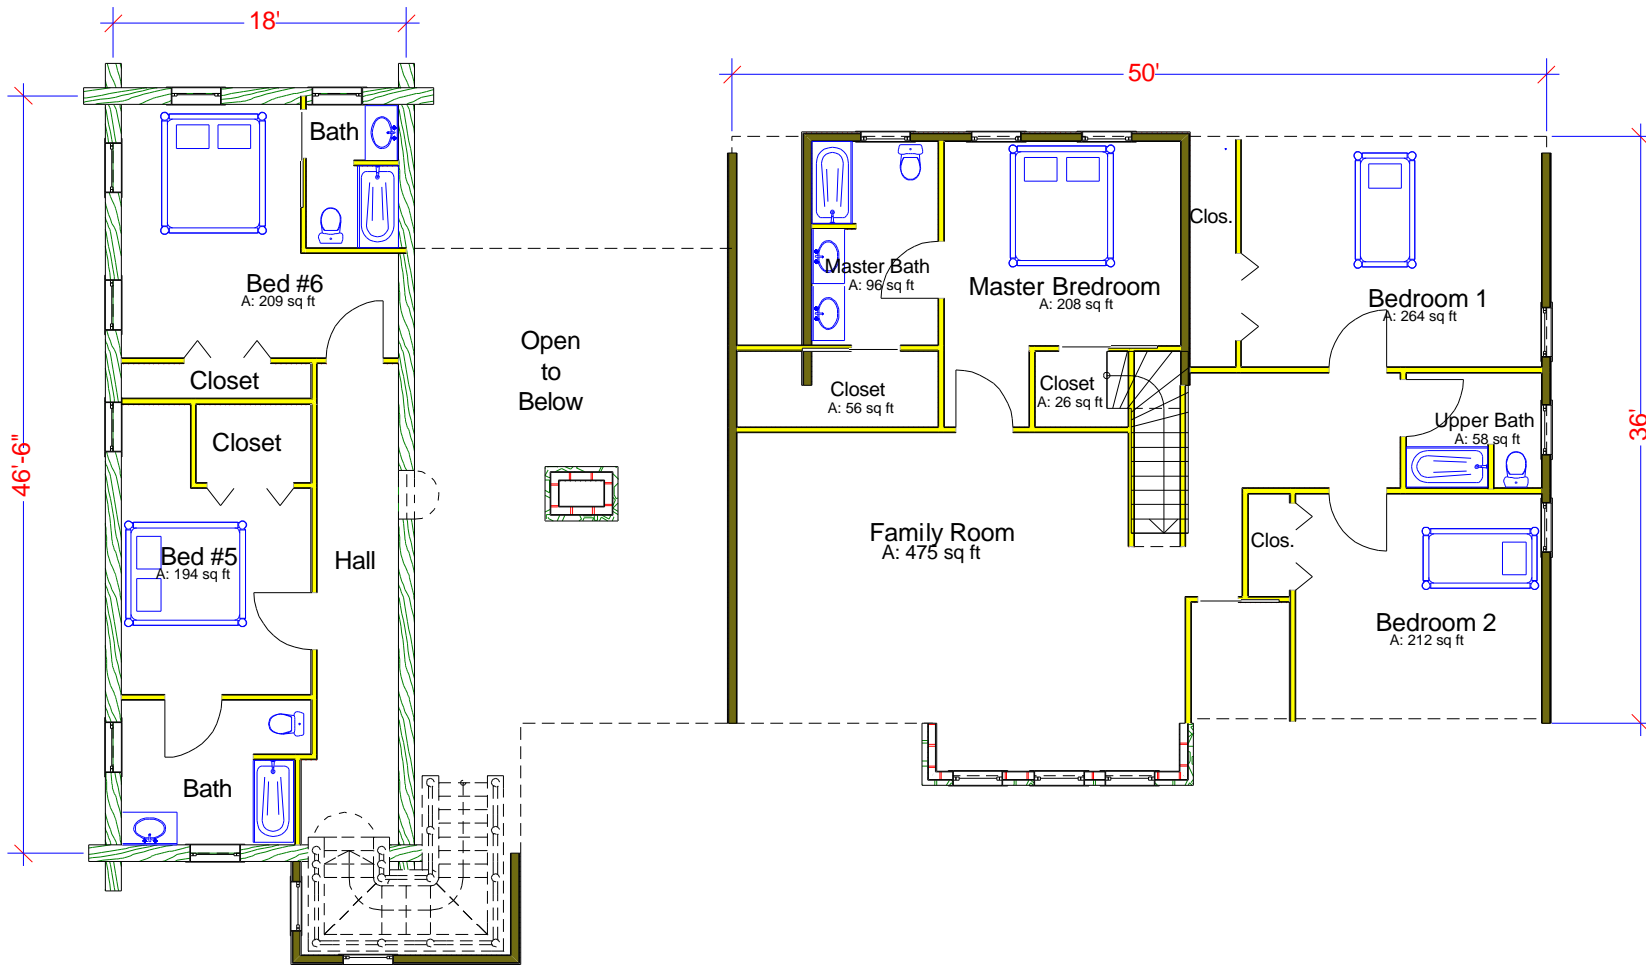 18'
50'
Bath
Clos.
Master Bath
A: 96 sq ft
Bed #6
A: 209 sq ft
Master Bredroom
A: 208 sq ft
Bedroom 1
A: 264 sq ft
Open
to
Below
Closet
Closet
A: 56 sq ft
Closet
A: 26 sq ft
Upper Bath
A: 58 sq ft
36'
Closet
46'-6"
Family Room
A: 475 sq ft
Clos.
Bed #5
A: 194 sq ft
Hall
Bedroom 2
A: 212 sq ft
Bath